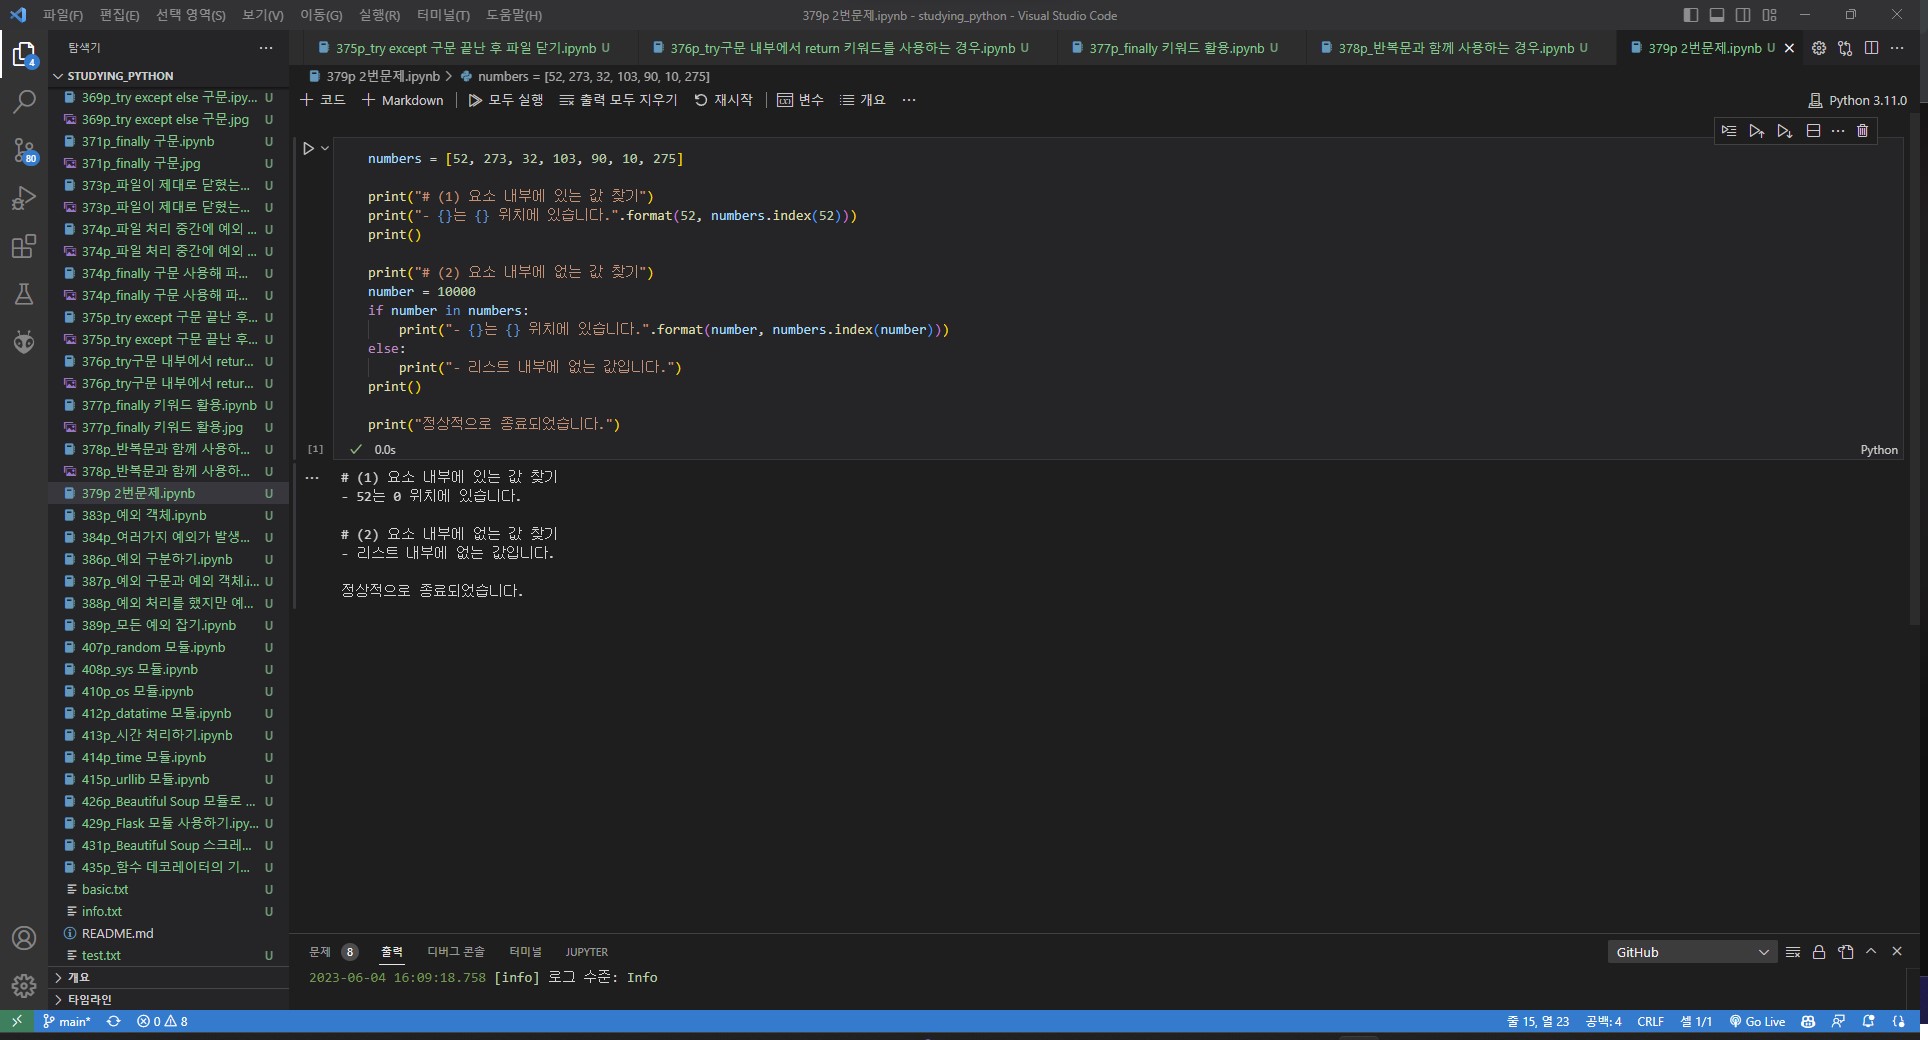 파일(F) 편집(E) 선택 영역(S) 보기(V) 이동(G) 실행(R) 터미널(T) 도움말(H)
379p 2번문제.ipynb - studying_python - Visual Studio Code
탐색기
STUDYING_PYTHON
369p_try except else 구문.ipy... U
369p_try except else 구문.jpg U
371p_finally 구문.ipynb U
371p_finally 구문.jpg U
373p_파일이 제대로 닫혔는... U
373p_파일이 제대로 닫혔는... U
374p_파일 처리 중간에 예외 ... U
374p_파일 처리 중간에 예외 ... U
374p_finally 구문 사용해 파... U
374p_finally 구문 사용해 파... U
375p_try except 구문 끝난 후... U
375p_try except 구문 끝난 후... U
376p_try구문 내부에서 retur... U
376p_try구문 내부에서 retur... U
377p_finally 키워드 활용.ipynb U
377p_finally 키워드 활용.jpg U
378p_반복문과 함께 사용하... U
378p_반복문과 함께 사용하... U
379p 2번문제.ipynb U
383p_예외 객체.ipynb U
384p_여러가지 예외가 발생... U
386p_예외 구분하기.ipynb U
387p_예외 구문과 예외 객체.i... U
388p_예외 처리를 했지만 예... U
389p_모든 예외 잡기.ipynb U
407p_random 모듈.ipynb U
408p_sys 모듈.ipynb U
410p_os 모듈.ipynb U
412p_datatime 모듈.ipynb U
413p_시간 처리하기.ipynb U
414p_time 모듈.ipynb U
415p_urllib 모듈.ipynb U
426p_Beautiful Soup 모듈로 ... U
429p_Flask 모듈 사용하기.ipy... U
431p_Beautiful Soup 스크레... U
435p_함수 데코레이터의 기... U
basic.txt U
info.txt U
README.md
test.txt U
개요
타임라인
4
80
375p_try except 구문 끝난 후 파일 닫기.ipynb U
376p_try구문 내부에서 return 키워드를 사용하는 경우.ipynb U
377p_finally 키워드 활용.ipynb U
378p_반복문과 함께 사용하는 경우.ipynb U
379p 2번문제.ipynb U
379p 2번문제.ipynb > numbers = [52, 273, 32, 103, 90, 10, 275]
+ 코드 + Markdown 모두 실행 출력 모두 지우기 재시작 변수 개요 ...
Python 3.11.0
numbers = [52, 273, 32, 103, 90, 10, 275]
print("# (1) 요소 내부에 있는 값 찾기")
print("- {}는 {} 위치에 있습니다.".format(52, numbers.index(52)))
print()
print("# (2) 요소 내부에 없는 값 찾기")
number = 10000
if number in numbers:
print("- {}는 {} 위치에 있습니다.".format(number, numbers.index(number)))
else:
print("- 리스트 내부에 없는 값입니다.")
print()
print("정상적으로 종료되었습니다.")
[1] 0.0s
Python
# (1) 요소 내부에 있는 값 찾기
- 52는 0 위치에 있습니다.
# (2) 요소 내부에 없는 값 찾기
- 리스트 내부에 없는 값입니다.
정상적으로 종료되었습니다.
문제 8 출력 디버그 콘솔 터미널 JUPYTER
GitHub
2023-06-04 16:09:18.758 [info] 로그 수준: Info
main* 0 8
줄 15, 열 23 공백: 4 CRLF 셀 1/1 Go Live